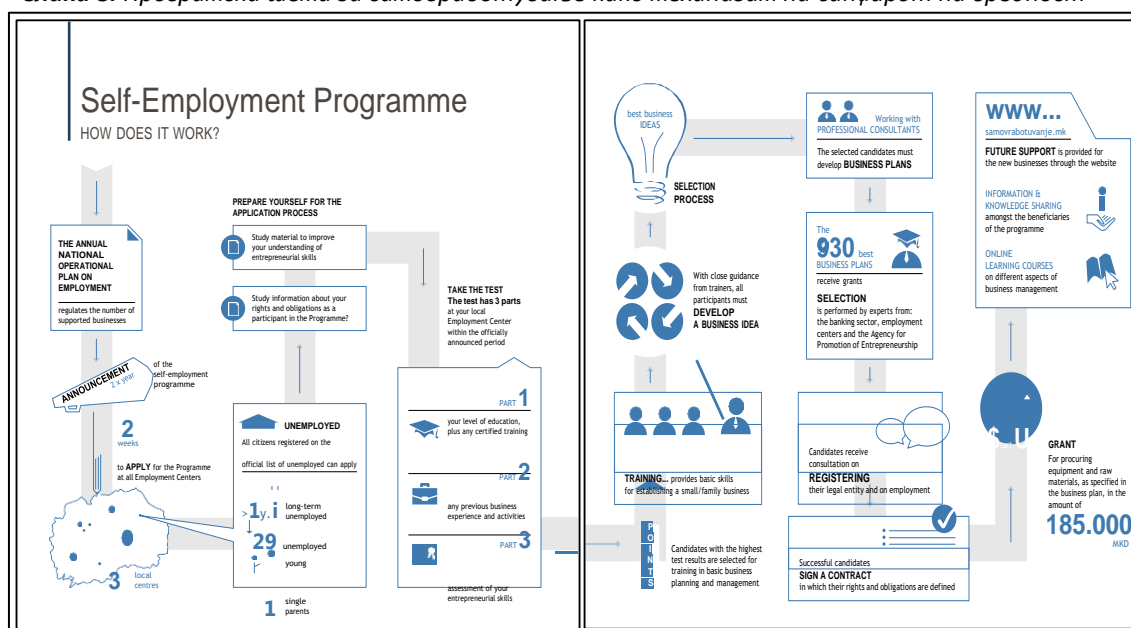 Self-Employment Programme
HOW DOES IT WORK?
THE ANNUAL
NATIONAL
OPERATIONAL
PLAN ON
EMPLOYMENT
regulates the number of
supported businesses
ANNOUNCEMENT
2 x year
of the
self-employment
programme
2
weeks
to APPLY for the Programme
at all Employment Centers
3 local
centres
PREPARE YOURSELF FOR THE
APPLICATION PROCESS
Study material to improve
your understanding of
entrepreneurial skills
Study information about your
rights and obligations as a
participant in the Programme?
UNEMPLOYED
All citizens registered on the
official list of unemployed can apply
>1y.i long-term
unemployed
29 unemployed
young
1 single
parents
TAKE THE TEST
The test has 3 parts
at your local
Employment Center
within the officially
announced period
PART 1
your level of education,
plus any certified training
PART 2
any previous business
experience and activities
PART 3
assessment of your
entrepreneurial skills
POINTS
Candidates with the highest
test results are selected for
training in basic business
planning and management
TRAINING... provides basic skills
for establishing a small/family business
With close guidance
from trainers, all
participants must
DEVELOP
A BUSINESS IDEA
best business
IDEAS
SELECTION
PROCESS
Working with
PROFESSIONAL CONSULTANTS
The selected candidates must
develop BUSINESS PLANS
The
930 best
BUSINESS PLANS
receive grants
SELECTION
is performed by experts from:
the banking sector, employment
centers and the Agency for
Promotion of Entrepreneurship
Candidates receive
consultation on
REGISTERING
their legal entity and on employment
Successful candidates
SIGN A CONTRACT
in which their rights and obligations are defined
GRANT
For procuring
equipment and raw
materials, as specified in
the business plan, in the
amount of
185.000
MKD
WWW...
samovrabotuvanje.mk
FUTURE SUPPORT is provided for
the new businesses through the website
INFORMATION &
KNOWLEDGE SHARING
amongst the beneficiaries
of the programme
ONLINE
LEARNING COURSES
on different aspects of
business management